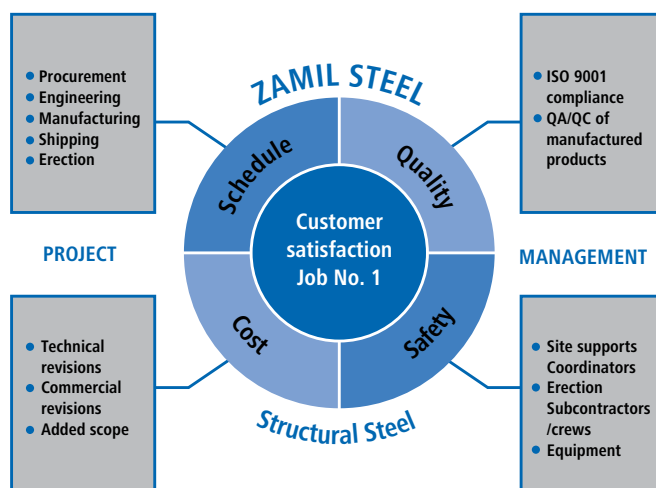 ZAMIL STEEL
Procurement
Engineering
Manufacturing
Shipping
Erection
ISO 9001
compliance
QA/QC of
manufactured
products
Schedule
Quality
Customer
satisfaction
Job No. 1
PROJECT
MANAGEMENT
Cost
Safety
Technical
revisions
Commercial
revisions
Added scope
Site supports
Coordinators
Erection
Subcontractors
/crews
Equipment
Structural Steel